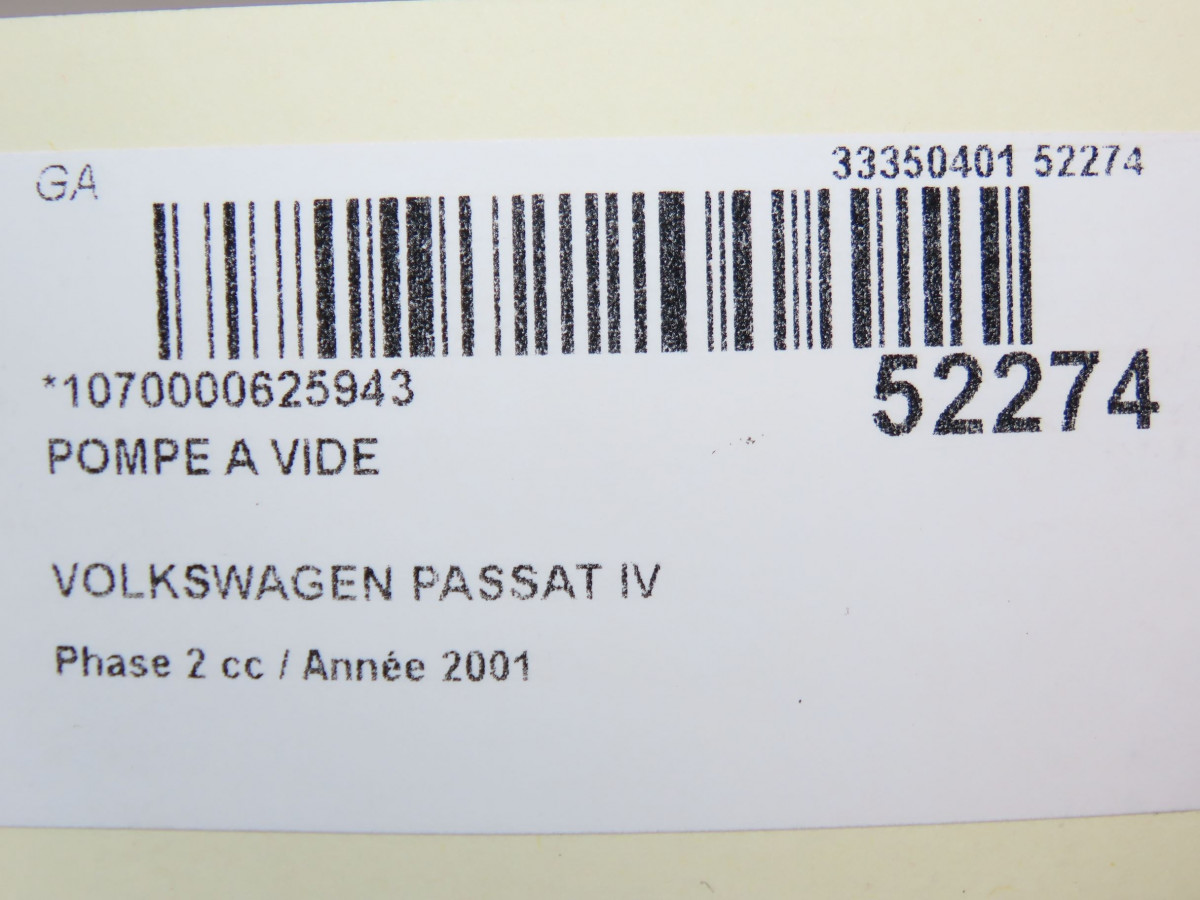 GA
33350401 52274
*1070000625943
52274
POMPE A VIDE
VOLKSWAGEN PASSAT IV
Phase 2 cc / Année 2001